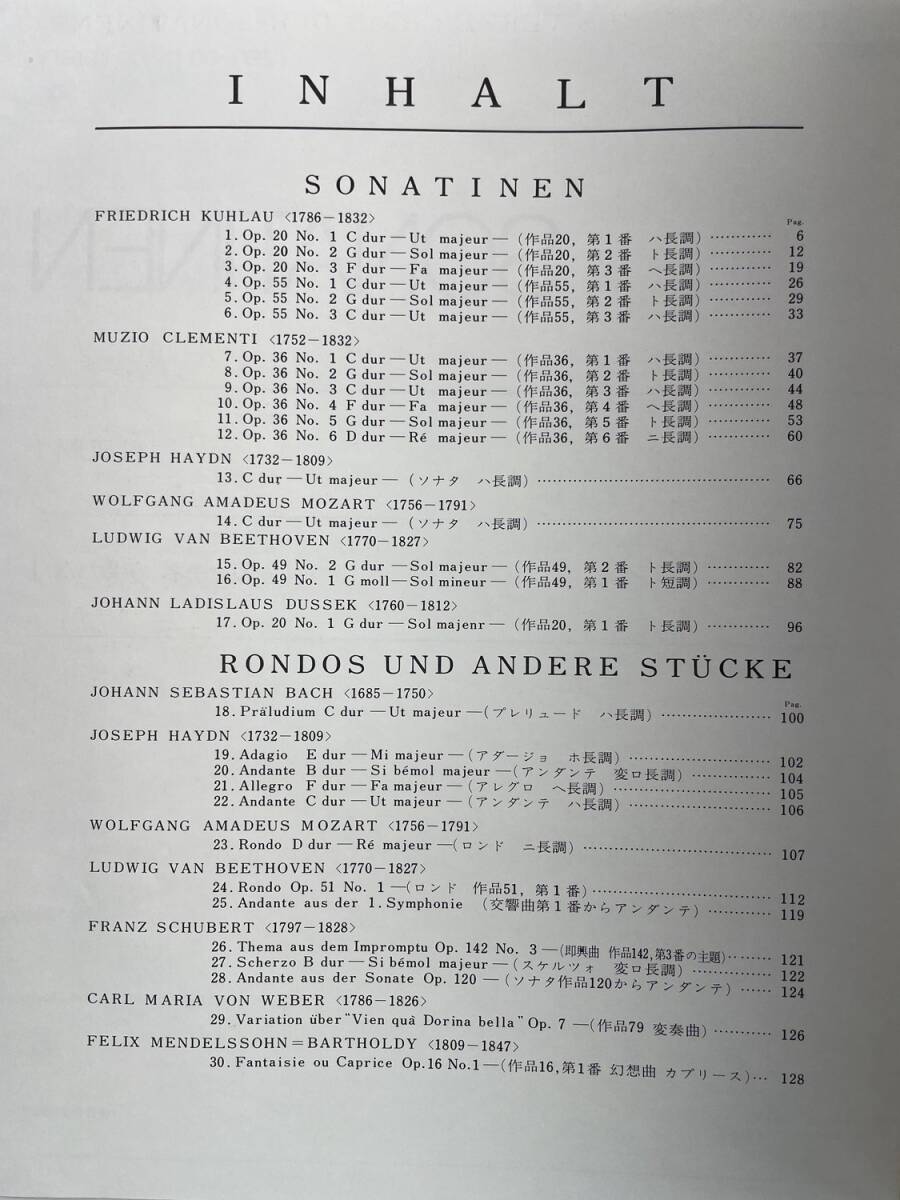 INHALT
SONATINEN
FRIEDRICH KUHLAU <1786-1832>
Pag.
1. Op. 20 No. 1 C dur—Ut majeur—(作品20, 第1番 ハ長調) ………… 6
2. Op. 20 No. 2 G dur—Sol majeur—(作品20, 第2番 ト長調) ………… 12
3. Op. 20 No. 3 F dur—Fa majeur—(作品20, 第3番 ヘ長調) ………… 19
4. Op. 55 No. 1 C dur—Ut majeur—(作品55, 第1番 ハ長調) ………… 26
5. Op. 55 No. 2 G dur—Sol majeur—(作品55, 第2番 ト長調) ………… 29
6. Op. 55 No. 3 C dur—Ut majeur—(作品55, 第3番 ハ長調) ………… 33
MUZIO CLEMENTI <1752-1832>
7. Op. 36 No. 1 C dur—Ut majeur—(作品36, 第1番 ハ長調) ………… 37
8. Op. 36 No. 2 G dur—Sol majeur—(作品36, 第2番 ト長調) ………… 40
9. Op. 36 No. 3 C dur—Ut majeur—(作品36, 第3番 ハ長調) ………… 44
10. Op. 36 No. 4 F dur—Fa majeur—(作品36, 第4番 ヘ長調) ………… 48
11. Op. 36 No. 5 G dur—Sol majeur—(作品36, 第5番 ト長調) ………… 53
12. Op. 36 No. 6 D dur—Ré majeur—(作品36, 第6番 ニ長調) ………… 60
JOSEPH HAYDN <1732-1809>
13. C dur—Ut majeur—(ソナタ ハ長調) ………… 66
WOLFGANG AMADEUS MOZART <1756-1791>
14. C dur—Ut majeur—(ソナタ ハ長調) ………… 75
LUDWIG VAN BEETHOVEN <1770-1827>
15. Op. 49 No. 2 G dur—Sol majeur—(作品49, 第2番 ト長調) ………… 82
16. Op. 49 No. 1 G moll—Sol mineur—(作品49, 第1番 ト短調) ………… 88
JOHANN LADISLAUS DUSSEK <1760-1812>
17. Op. 20 No. 1 G dur—Sol majenr—(作品20, 第1番 ト長調) ………… 96
RONDOS UND ANDERE STÜCKE
JOHANN SEBASTIAN BACH <1685-1750>
Pag.
18. Präludium C dur—Ut majeur—(プレリュード ハ長調) ………… 100
JOSEPH HAYDN <1732-1809>
19. Adagio E dur—Mi majeur—(アダージョ ホ長調) ………… 102
20. Andante B dur—Si bémol majeur—(アンダンテ 変ロ長調) ………… 104
21. Allegro F dur—Fa majeur—(アレグロ ヘ長調) ………… 105
22. Andante C dur—Ut majeur—(アンダンテ ハ長調) ………… 106
WOLFGANG AMADEUS MOZART <1756-1791>
23. Rondo D dur—Ré majeur—(ロンド ニ長調) ………… 107
LUDWIG VAN BEETHOVEN <1770-1827>
24. Rondo Op. 51 No. 1—(ロンド 作品51, 第1番) ………… 112
25. Andante aus der 1. Symphonie (交響曲第1番からアンダンテ) ………… 119
FRANZ SCHUBERT <1797-1828>
26. Thema aus dem Impromptu Op. 142 No. 3—(即興曲 作品142, 第3番の主題) ……… 121
27. Scherzo B dur—Si bémol majeur—(スケルツォ 変ロ長調) ………… 122
28. Andante aus der Sonate Op. 120—(ソナタ作品120からアンダンテ) …… 124
CARL MARIA VON WEBER <1786-1826>
29. Variation über "Vien quà Dorina bella" Op. 7—(作品79 変奏曲) ………… 126
FELIX MENDELSSOHN=BARTHOLDY <1809-1847>
30. Fantaisie ou Caprice Op.16 No.1—(作品16, 第1番 幻想曲 カプリース) … 128